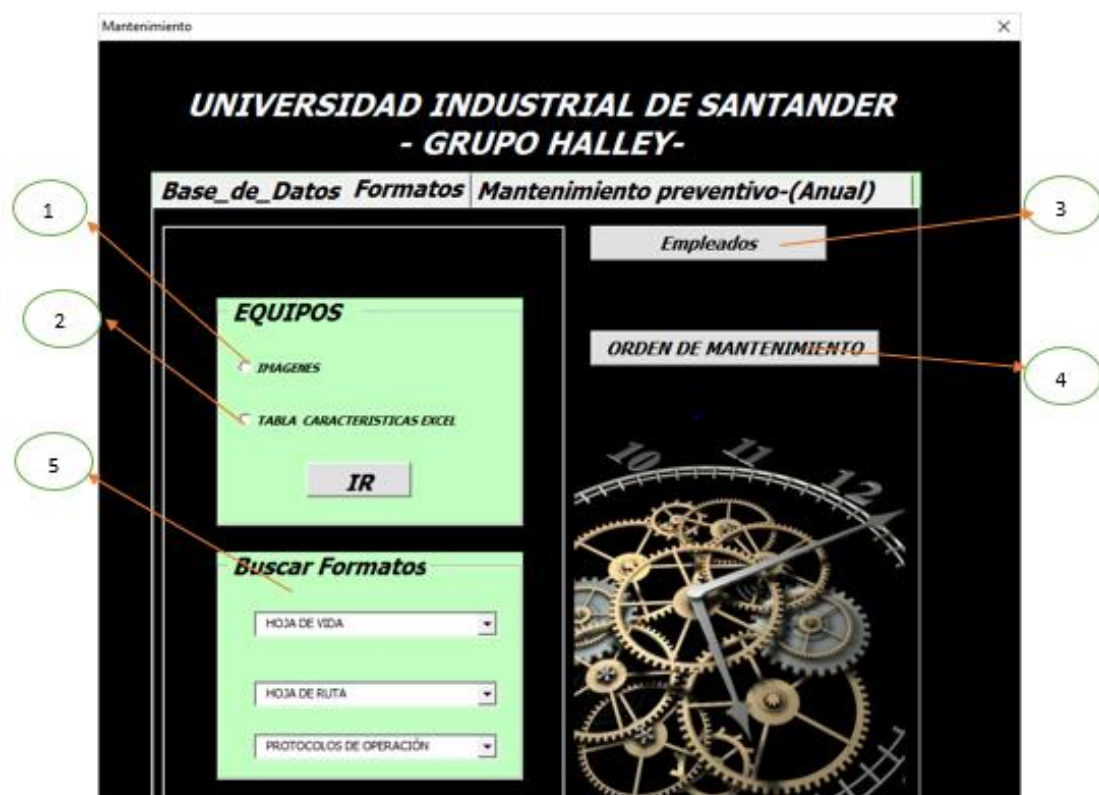 Mantenimiento
UNIVERSIDAD INDUSTRIAL DE SANTANDER
- GRUPO HALLEY-
Base_de_Datos Formatos Mantenimiento preventivo-(Anual)
1
3
Empleados
EQUIPOS
2
IMAGENES
ORDEN DE MANTENIMIENTO
4
TABLA CARACTERISTICAS EXCEL
5
IR
10 11 12
Buscar Formatos
HOJA DE VIDA
HOJA DE RUTA
PROTOCOLOS DE OPERACIÓN